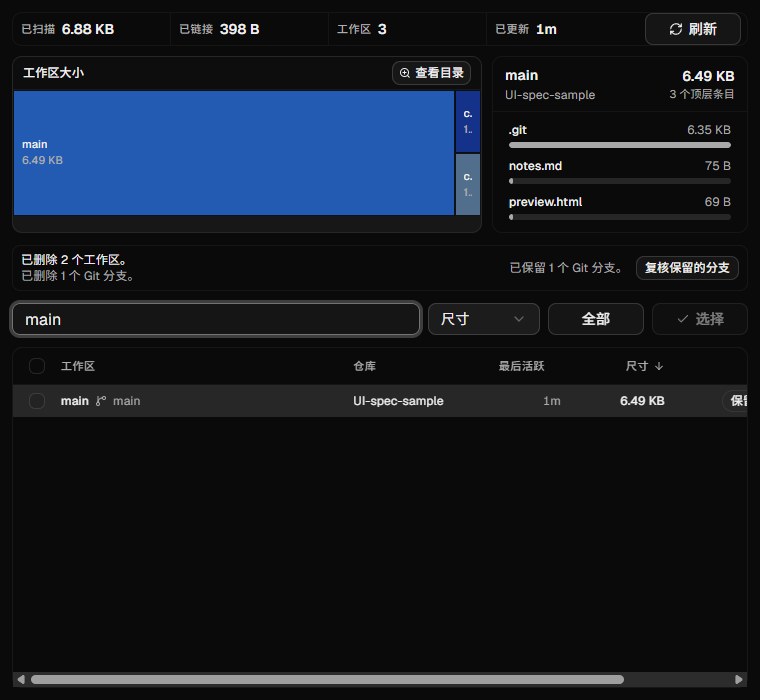 已扫描 6.88 KB 已链接 398 B 工作区 3 已更新 1m 刷新
工作区大小 查看目录
main
6.49 KB
c.
1..
c.
1..
main 6.49 KB
UI-spec-sample 3 个顶层条目
.git 6.35 KB
notes.md 75 B
preview.html 69 B
已删除 2 个工作区。
已删除 1 个 Git 分支。
已保留 1 个 Git 分支。 复核保留的分支
main 尺寸 全部 选择
工作区 仓库 最后活跃 尺寸
main main UI-spec-sample 1m 6.49 KB